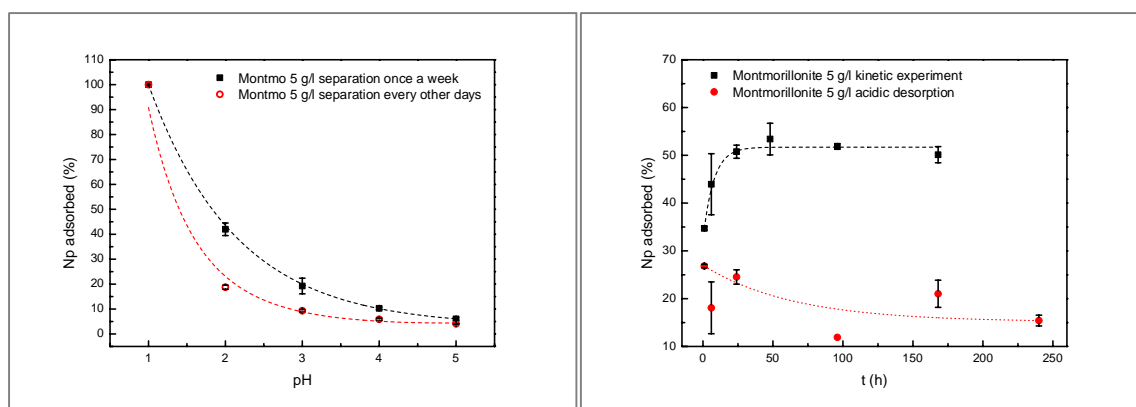 110
100
90
80
70
60
50
40
30
20
10
0
Np adsorbed (%)
Montmo 5 g/l separation once a week
Montmo 5 g/l separation every other days
1 2 3 4 5
pH
70
60
50
40
30
20
10
Np adsorbed (%)
Montmorillonite 5 g/l kinetic experiment
Montmorillonite 5 g/l acidic desorption
0 50 100 150 200 250
t (h)